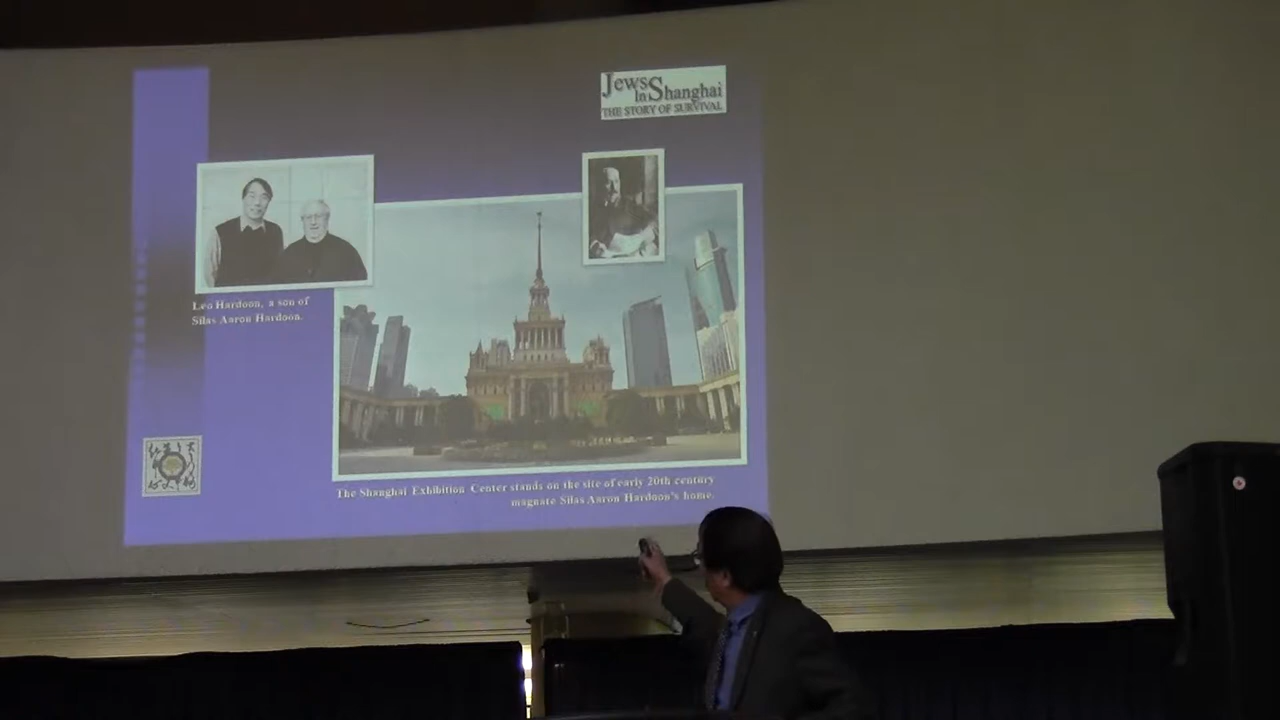 Jews
In Shanghai
THE STORY OF SURVIVAL
Leo Hardoon, a son of
Silas Aaron Hardoon.
The Shanghai Exhibition Center stands on the site of early 20th century
magnate Silas Aaron Hardoon's home.